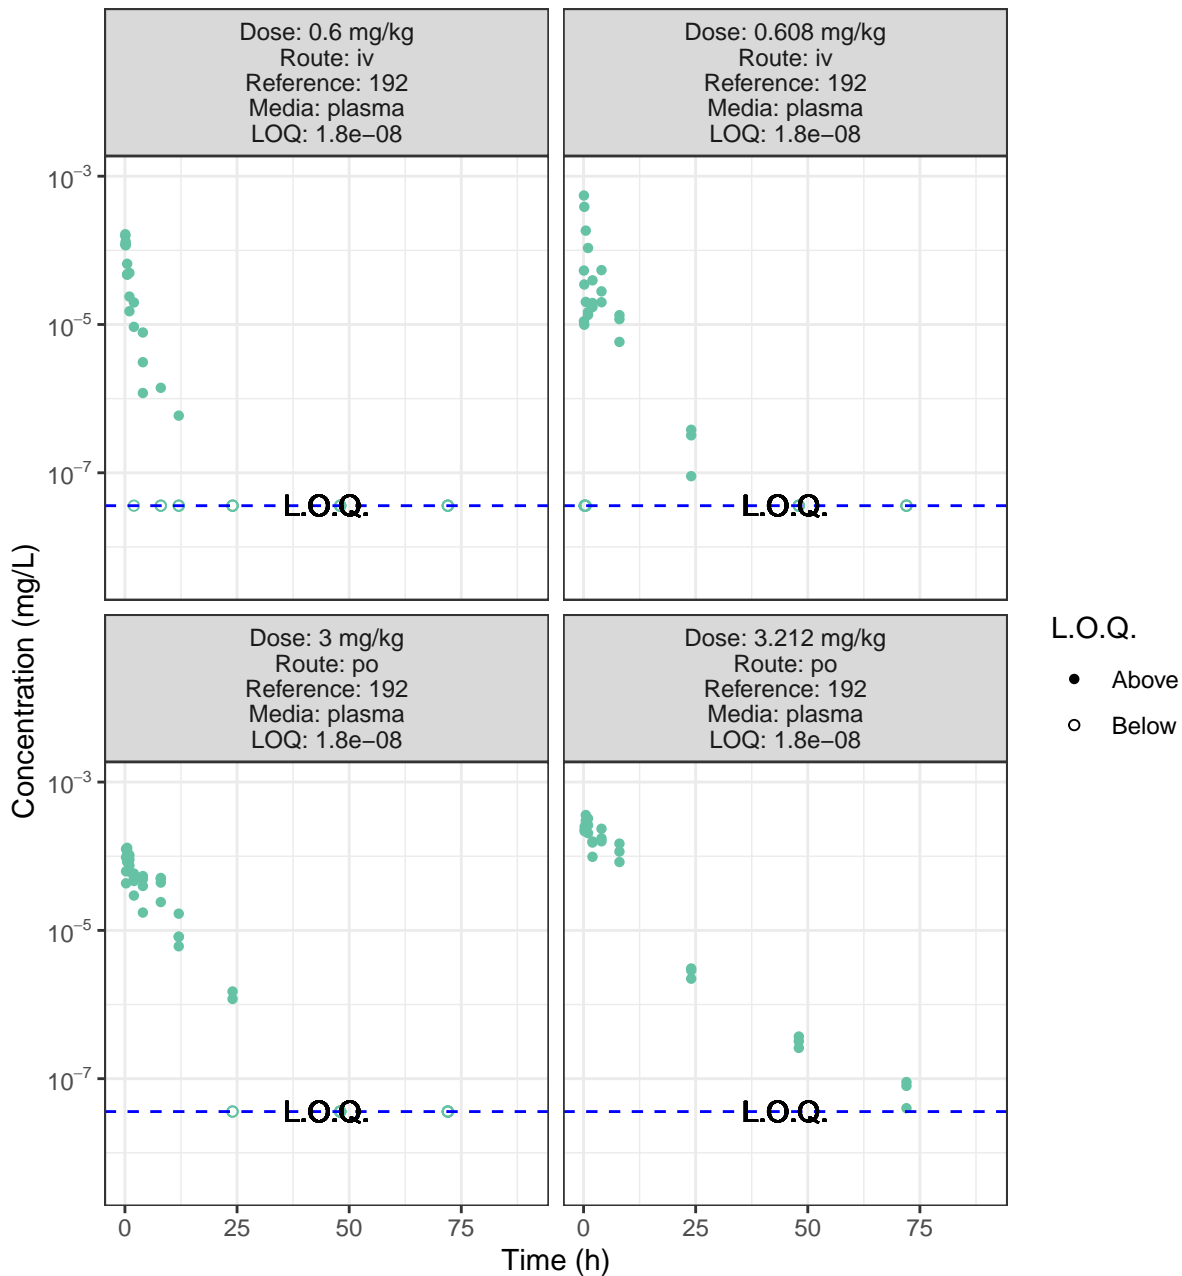 Dose: 0.6 mg/kg
Route: iv
Reference: 192
Media: plasma
LOQ: 1.8e−08
Dose: 0.608 mg/kg
Route: iv
Reference: 192
Media: plasma
LOQ: 1.8e−08
10−3
10−5
10−7
L.O.Q.
L.O.Q.
Concentration (mg/L)
Dose: 3 mg/kg
Route: po
Reference: 192
Media: plasma
LOQ: 1.8e−08
Dose: 3.212 mg/kg
Route: po
Reference: 192
Media: plasma
LOQ: 1.8e−08
10−3
10−5
10−7
L.O.Q.
L.O.Q.
0 25 50 75
0 25 50 75
Time (h)
L.O.Q.
Above
Below